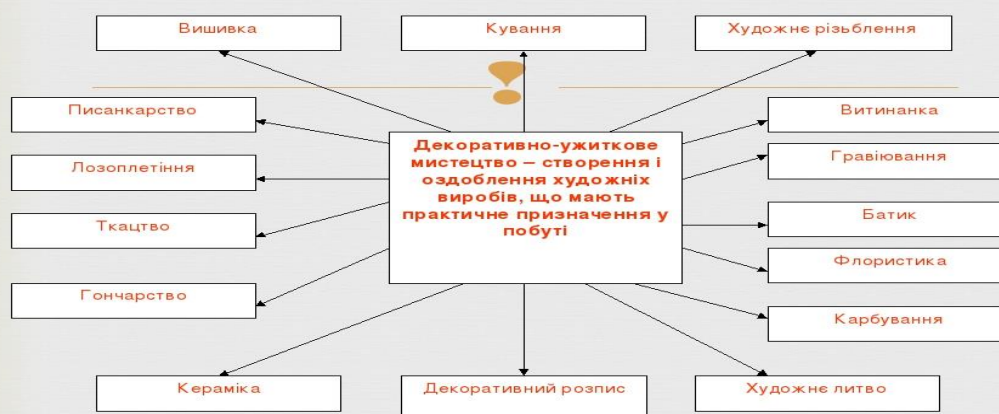 Вишивка
Кування
Художнє різьблення
Писанкарство
Витинанка
Декоративно-ужиткове
мистецтво – створення і
оздоблення художніх
виробів, що мають
практичне призначення у
побуті
Лозоплетіння
Гравіювання
Ткацтво
Батик
Флористика
Гончарство
Карбування
Кераміка
Декоративний розпис
Художнє литво